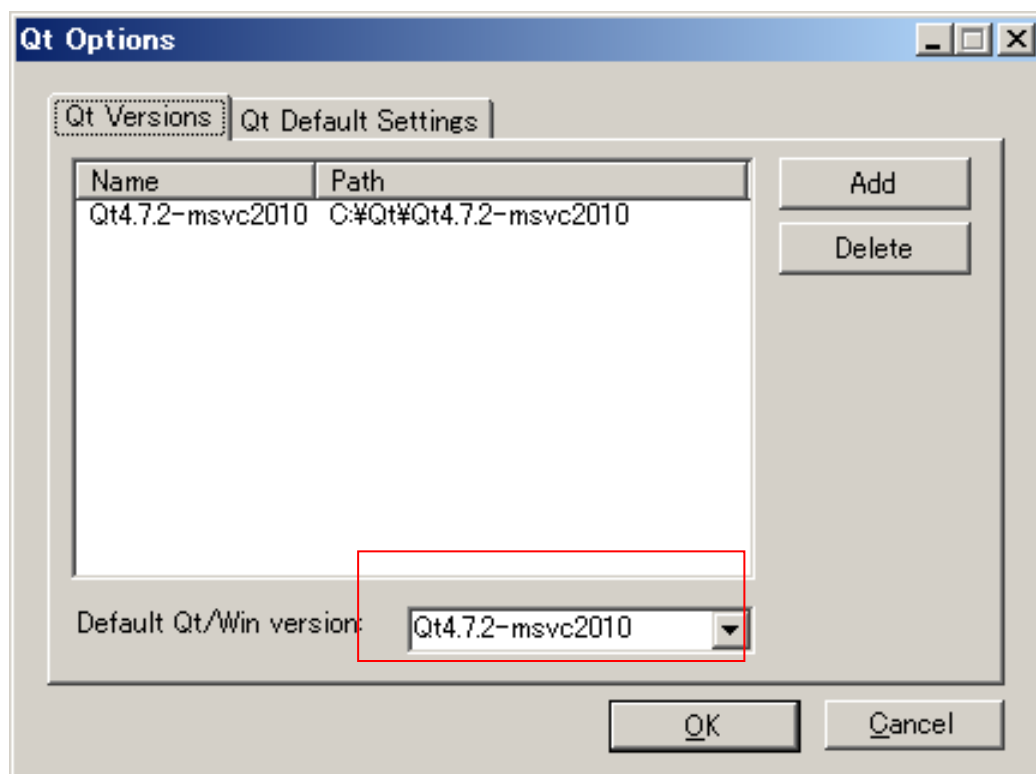 Qt Options
Qt Versions Qt Default Settings
Name Path Add
Qt4.7.2-msvc2010 C:¥Qt¥Qt4.7.2-msvc2010
Delete
Default Qt/Win version: Qt4.7.2-msvc2010
OK Cancel